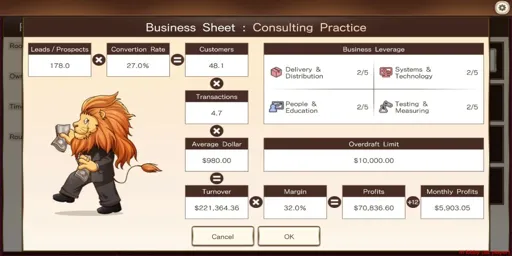 Business Sheet : Consulting Practice
Leads / Prospects
Convertion Rate
Customers
178.0
27.0%
48.1
Transactions
4.7
Average Dollar
$980.00
Turnover
Margin
Profits
Monthly Profits
$221,364.36
32.0%
$70,836.60
+12
$5,903.05
Business Leverage
Delivery &
Distribution
2/5
Systems &
Technology
2/5
People &
Education
2/5
Testing &
Measuring
2/5
Overdraft Limit
$10,000.00
Cancel
OK